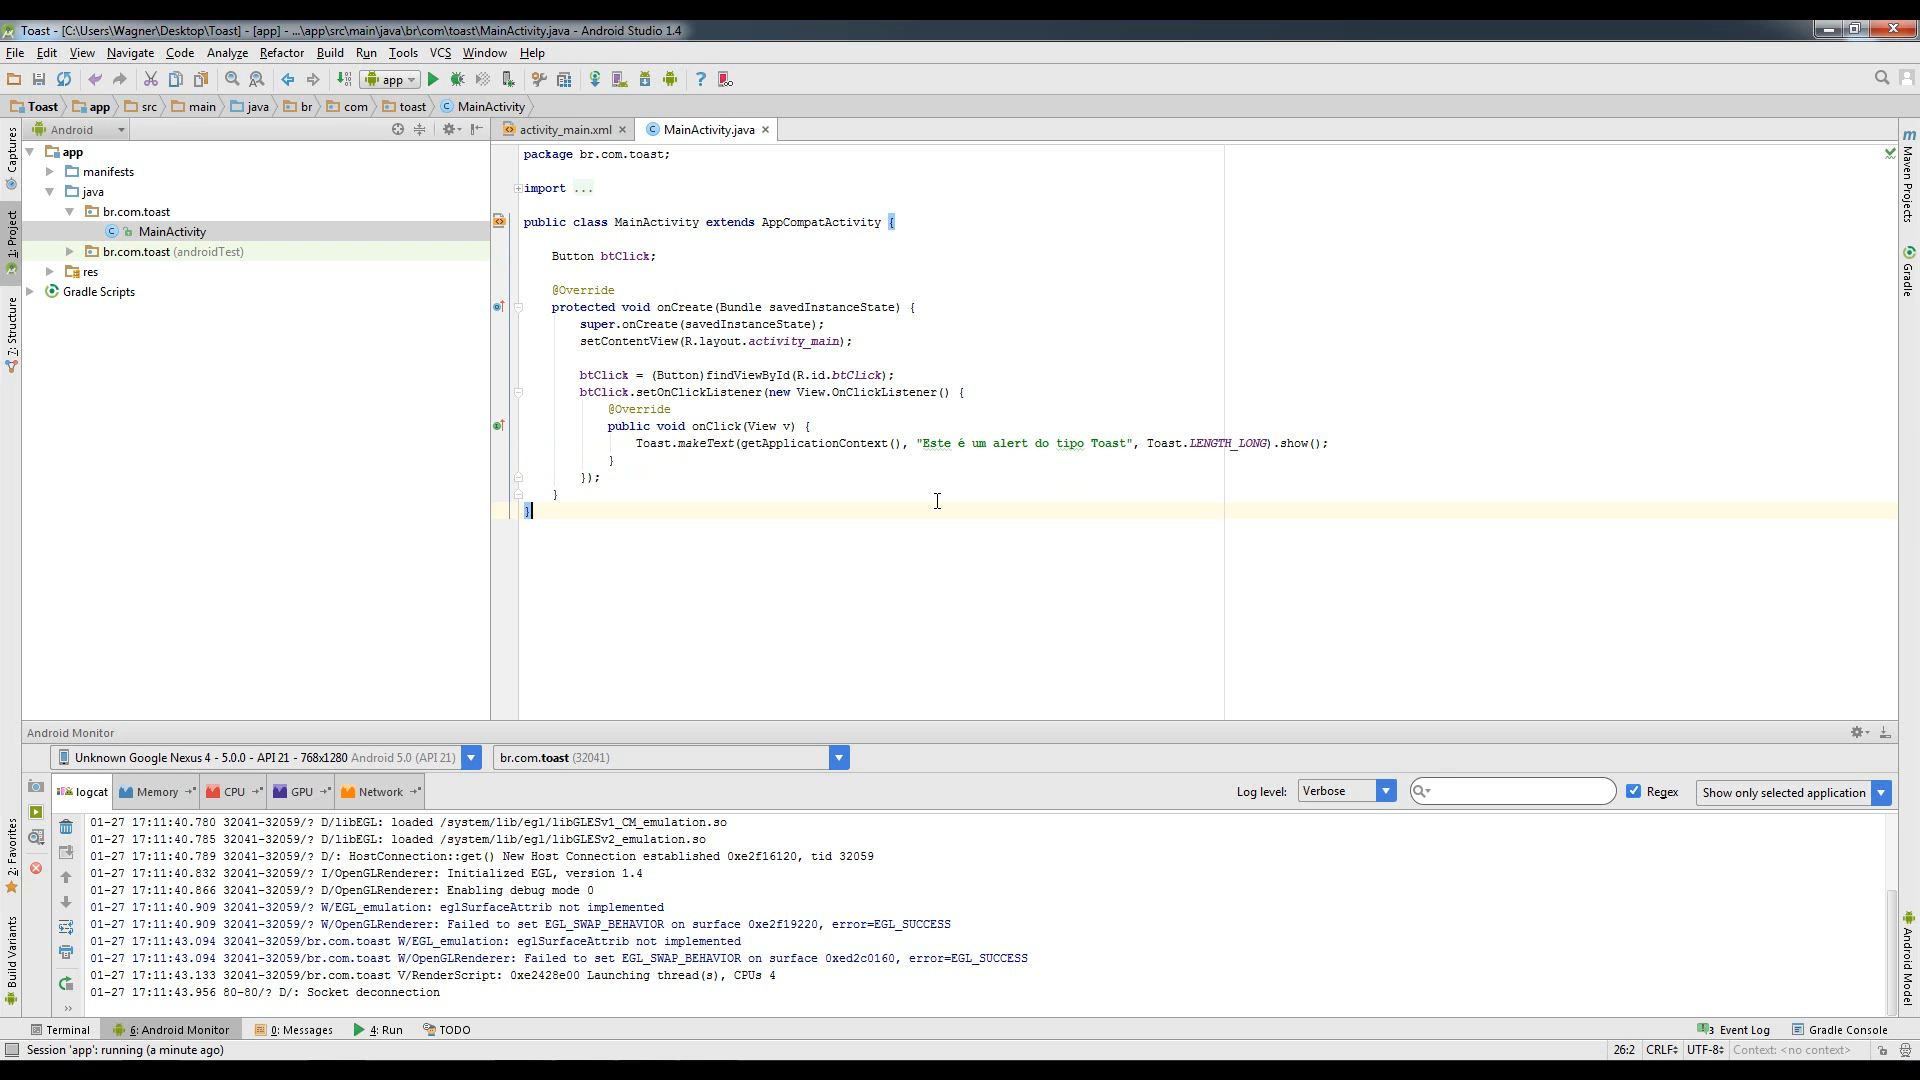 Toast - [C:\Users\Wagner\Desktop\Toast] - [app] - ...\app\src\main\java\br\com\toast\MainActivity.java - Android Studio 1.4
File Edit View Navigate Code Analyze Refactor Build Run Tools VCS Window Help
app
Toast app src main java br com toast MainActivity
Android
activity_main.xml MainActivity.java
Captures
1: Project
7: Structure
2: Favorites
Build Variants
app
manifests
java
br.com.toast
MainActivity
br.com.toast (androidTest)
res
Gradle Scripts
package br.com.toast;
import ...
public class MainActivity extends AppCompatActivity {
Button btClick;
@Override
protected void onCreate(Bundle savedInstanceState) {
super.onCreate(savedInstanceState);
setContentView(R.layout.activity_main);
btClick = (Button)findViewById(R.id.btClick);
btClick.setOnClickListener(new View.OnClickListener() {
@Override
public void onClick(View v) {
Toast.makeText(getApplicationContext(), "Este é um alert do tipo Toast", Toast.LENGTH_LONG).show();
}
});
}
}
Maven Projects
Gradle
Android Model
Android Monitor
Unknown Google Nexus 4 - 5.0.0 - API 21 - 768x1280 Android 5.0 (API 21)
br.com.toast (32041)
logcat Memory CPU GPU Network
Log level: Verbose Regex Show only selected application
01-27 17:11:40.780 32041-32059/? D/libEGL: loaded /system/lib/egl/libGLESv1_CM_emulation.so
01-27 17:11:40.785 32041-32059/? D/libEGL: loaded /system/lib/egl/libGLESv2_emulation.so
01-27 17:11:40.789 32041-32059/? D/: HostConnection::get() New Host Connection established 0xe2f16120, tid 32059
01-27 17:11:40.832 32041-32059/? I/OpenGLRenderer: Initialized EGL, version 1.4
01-27 17:11:40.866 32041-32059/? D/OpenGLRenderer: Enabling debug mode 0
01-27 17:11:40.909 32041-32059/? W/EGL_emulation: eglSurfaceAttrib not implemented
01-27 17:11:40.909 32041-32059/? W/OpenGLRenderer: Failed to set EGL_SWAP_BEHAVIOR on surface 0xe2f19220, error=EGL_SUCCESS
01-27 17:11:43.094 32041-32059/br.com.toast W/EGL_emulation: eglSurfaceAttrib not implemented
01-27 17:11:43.094 32041-32059/br.com.toast W/OpenGLRenderer: Failed to set EGL_SWAP_BEHAVIOR on surface 0xed2c0160, error=EGL_SUCCESS
01-27 17:11:43.133 32041-32059/br.com.toast V/RenderScript: 0xe2428e00 Launching thread(s), CPUs 4
01-27 17:11:43.956 80-80/? D/: Socket deconnection
Terminal 6: Android Monitor 0: Messages 4: Run TODO 3 Event Log Gradle Console
Session 'app': running (a minute ago) 26:2 CRLF UTF-8 Context: <no context>